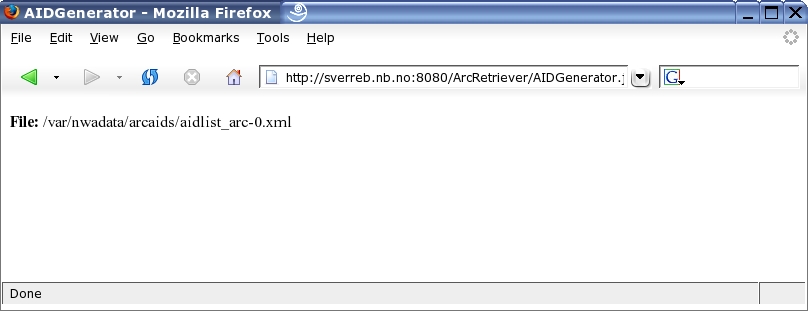 AIDGenerator - Mozilla Firefox
File Edit View Go Bookmarks Tools Help
http://sverreb.nb.no:8080/ArcRetriever/AIDGenerator.j G
File: /var/nwadata/arcaids/aidlist_arc-0.xml
Done